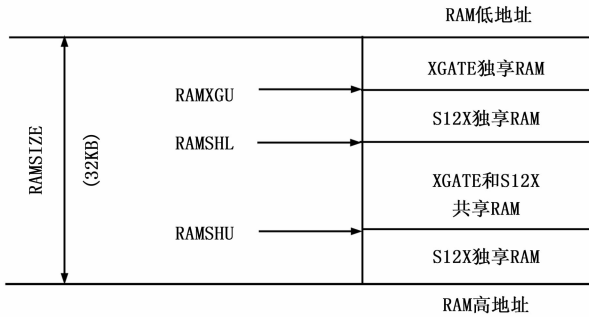 RAM低地址
XGATE独享RAM
RAMXGU
S12X独享RAM
RAMSHL
RAMSIZE
(32KB)
XGATE和S12X
共享RAM
RAMSHU
S12X独享RAM
RAM高地址